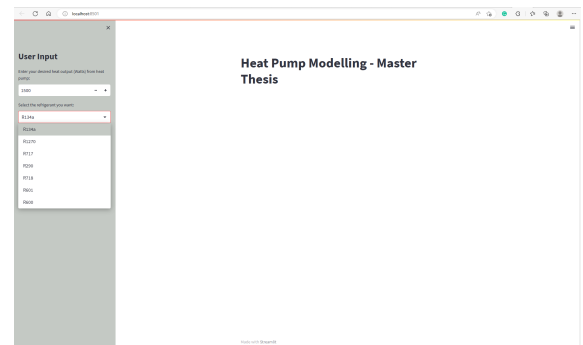 localhost:8501
User Input
Enter your desired heat output (Watts) from heat
pump:
1500
Select the refrigerant you want:
R134a
R134a
R1270
R717
R290
R718
R601
R600
Heat Pump Modelling - Master
Thesis
Made with Streamlit